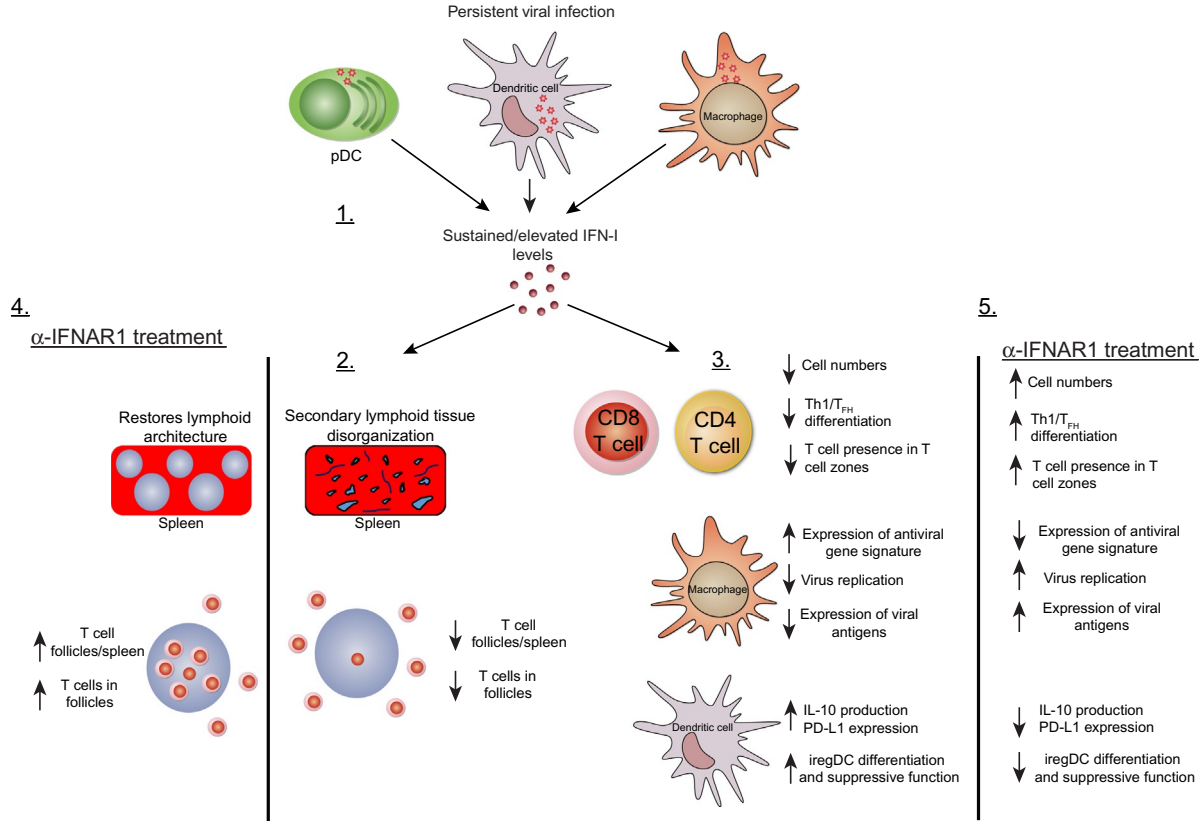 Persistent viral infection
pDC
Dendritic cell
Macrophage
1.
Sustained/elevated IFN-I
levels
4.
α-IFNAR1 treatment
Restores lymphoid
architecture
Spleen
T cell
follicles/spleen
T cells in
follicles
2.
Secondary lymphoid tissue
disorganization
Spleen
T cell
follicles/spleen
T cells in
follicles
3.
CD8
T cell
CD4
T cell
Cell numbers
Th1/TFH
differentiation
T cell presence in T
cell zones
Macrophage
Expression of antiviral
gene signature
Virus replication
Expression of viral
antigens
Dendritic cell
IL-10 production
PD-L1 expression
iregDC differentiation
and suppressive function
5.
α-IFNAR1 treatment
Cell numbers
Th1/TFH
differentiation
T cell presence in T
cell zones
Expression of antiviral
gene signature
Virus replication
Expression of viral
antigens
IL-10 production
PD-L1 expression
iregDC differentiation
and suppressive function